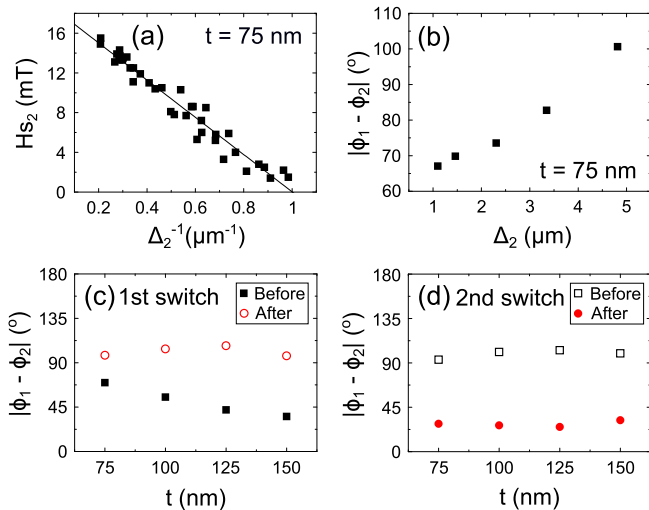 (a)
t = 75 nm
Hs₂ (mT)
16
12
8
4
0
0.2
0.4
0.6
0.8
1
Δ₂⁻¹(μm⁻¹)
(b)
|ϕ₁ - ϕ₂| (°)
110
100
90
80
70
60
t = 75 nm
1
2
3
4
5
Δ₂ (μm)
(c) 1st switch
Before
After
|ϕ₁ - ϕ₂| (°)
180
135
90
45
0
75
100
125
150
t (nm)
(d) 2nd switch
Before
After
|ϕ₁ - ϕ₂| (°)
180
135
90
45
0
75
100
125
150
t (nm)